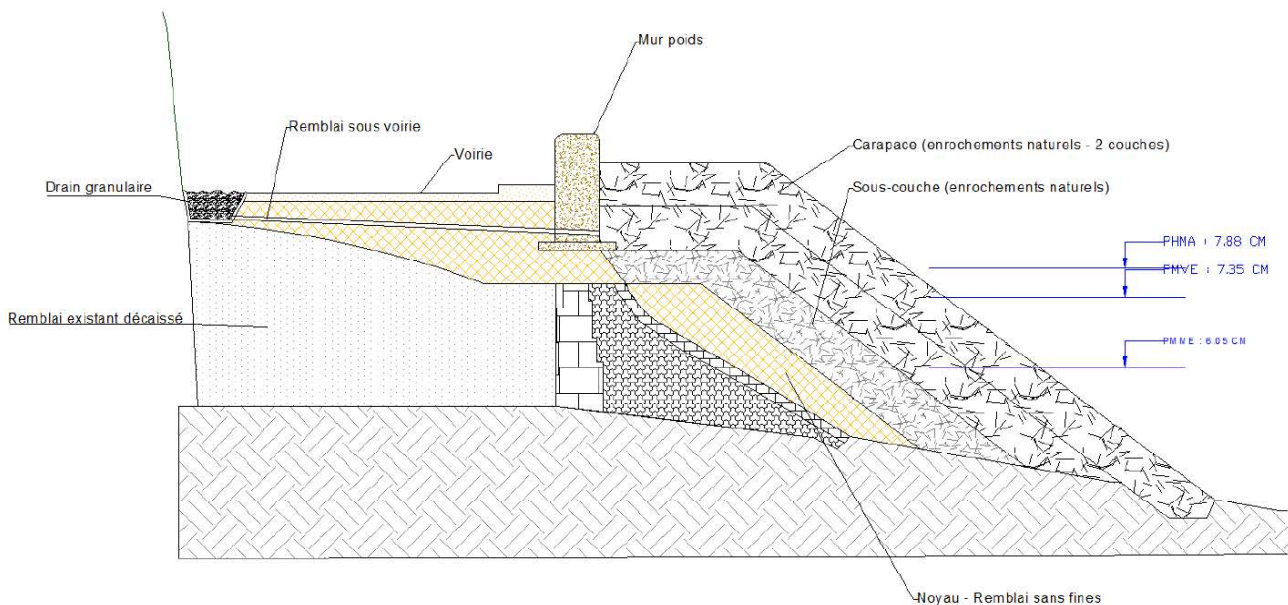 Mur poids
Remblai sous voirie
Voirie
Carapace (enrochements naturels - 2 couches)
Drain granulaire
Sous-couche (enrochements naturels)
PHMA : 7.88 CM
PMVE : 7.35 CM
Remblai existant décaissé
PMME : 6.05 CM
Noyau - Remblai sans fines